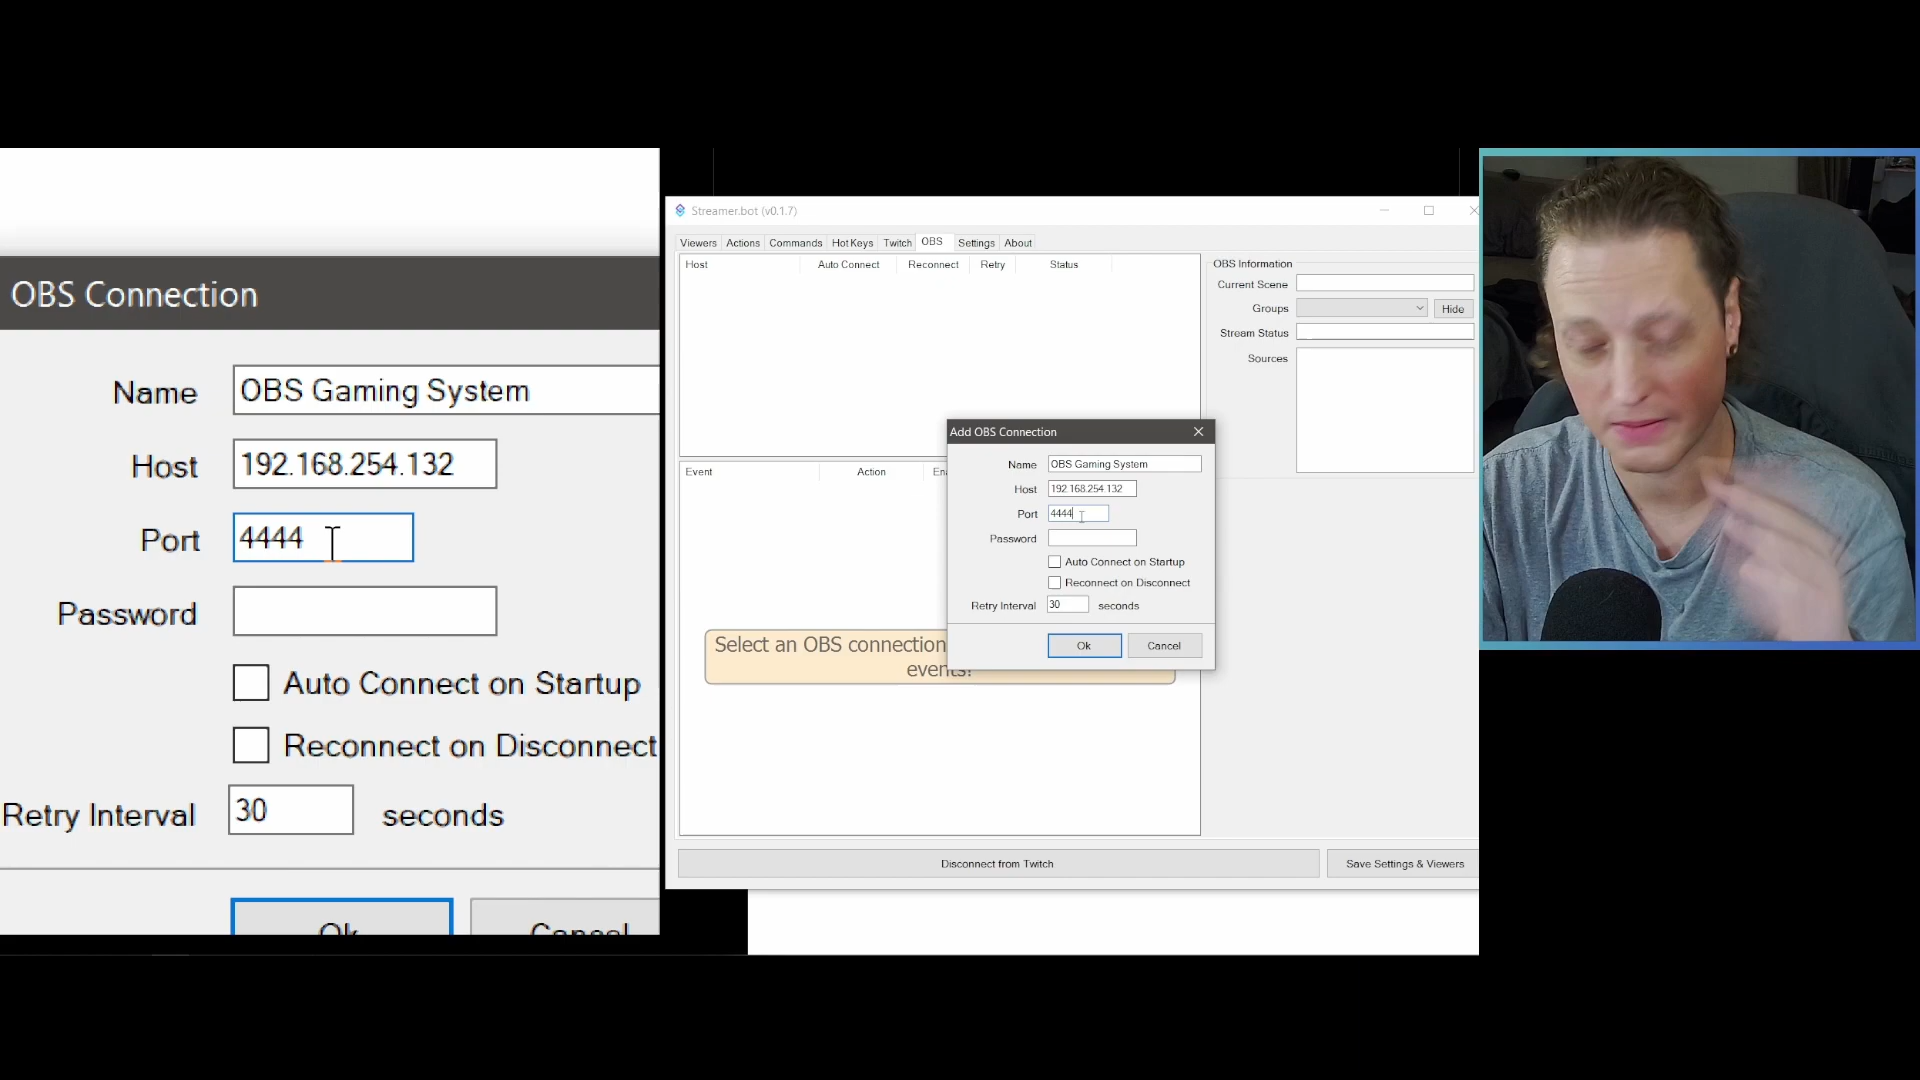 OBS Connection
Name OBS Gaming System
Host 192.168.254.132
Port 4444
Password
Auto Connect on Startup
Reconnect on Disconnect
Retry Interval 30 seconds
Ok Cancel
Streamer.bot (v0.1.7)
Viewers Actions Commands Hot Keys Twitch OBS Settings About
Host Auto Connect Reconnect Retry Status
Event Action
Select an OBS connection
events!
OBS Information
Current Scene
Groups Hide
Stream Status
Sources
Add OBS Connection
Name OBS Gaming System
Host 192.168.254.132
Port 4444
Password
Auto Connect on Startup
Reconnect on Disconnect
Retry Interval 30 seconds
Ok Cancel
Disconnect from Twitch Save Settings & Viewers